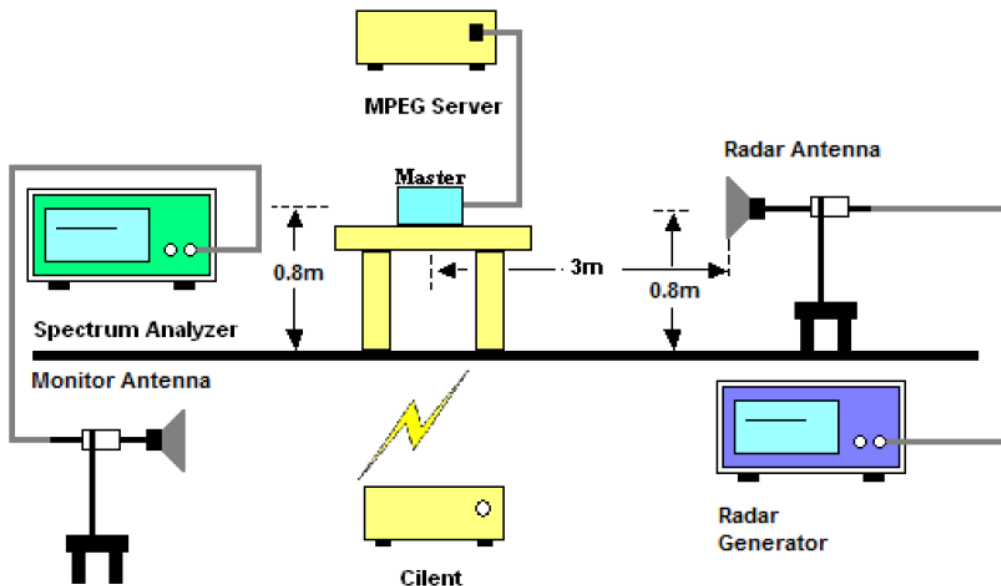 MPEG Server
Radar Antenna
Master
3m
0.8m
0.8m
Spectrum Analyzer
Monitor Antenna
Radar
Generator
Cilent